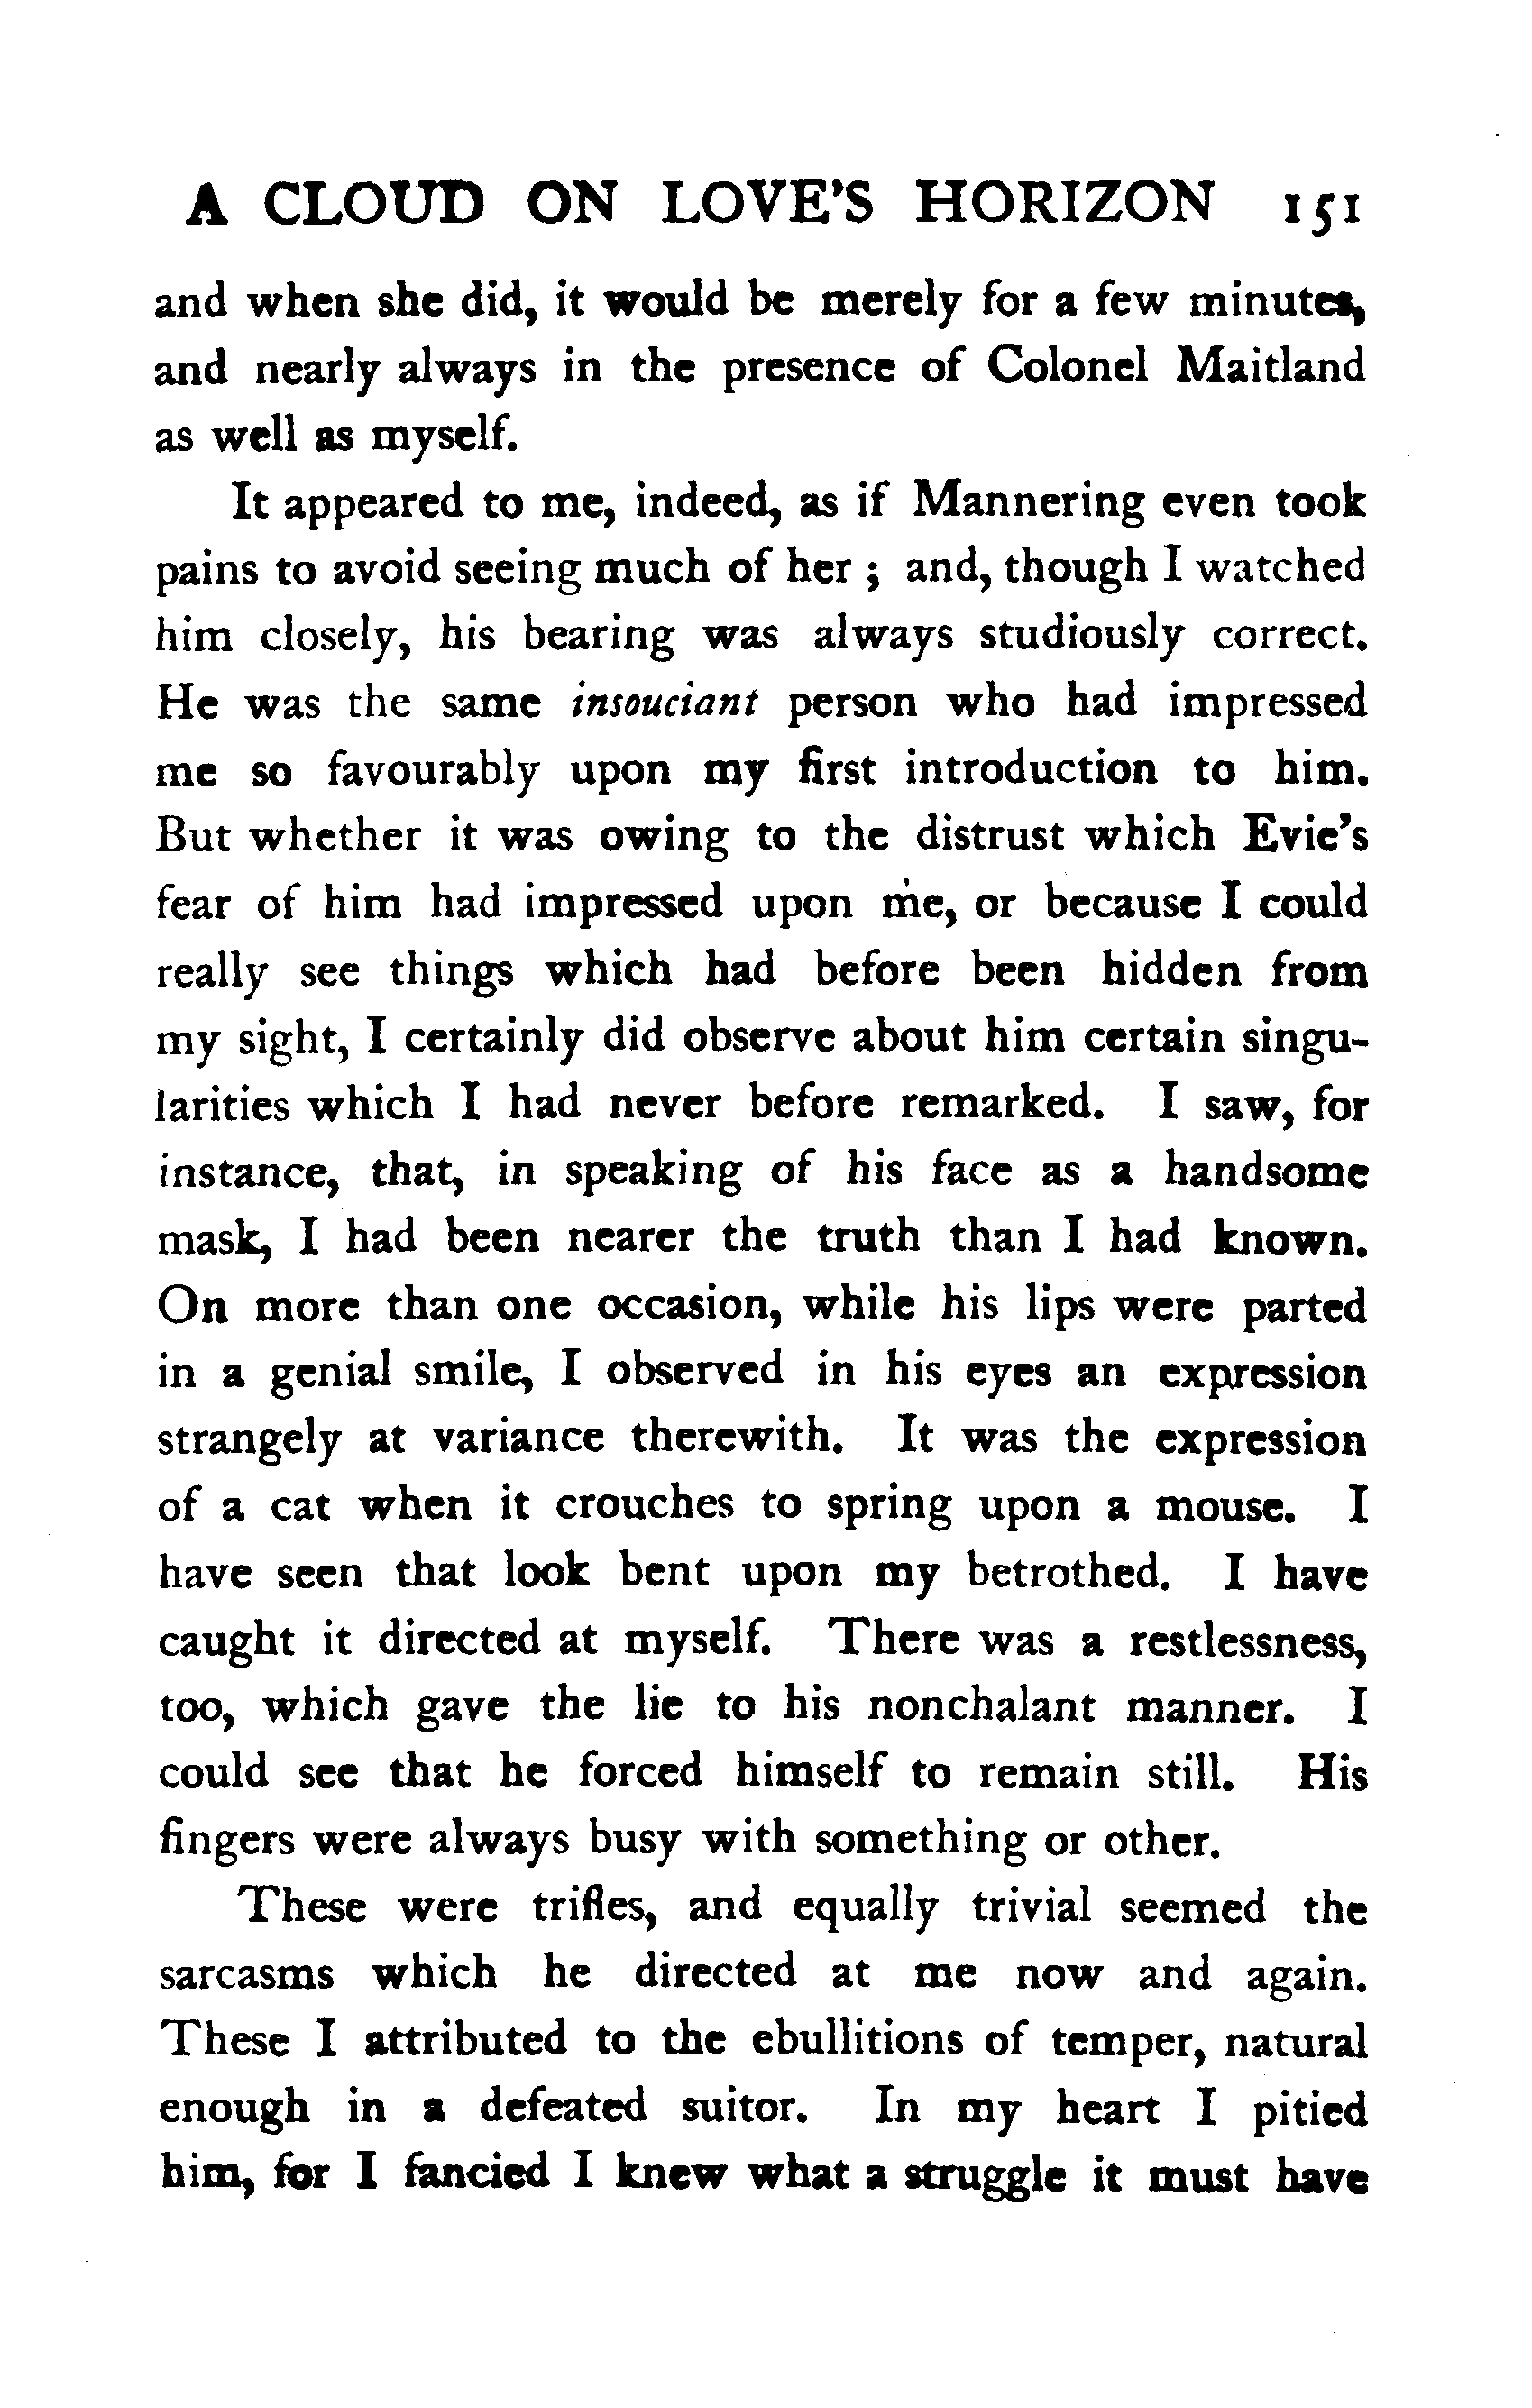 A CLOUD ON LOVE'S HORIZON 151
and when she did, it would be merely for a few minutes,
and nearly always in the presence of Colonel Maitland
as well as myself.
It appeared to me, indeed, as if Mannering even took
pains to avoid seeing much of her ; and, though I watched
him closely, his bearing was always studiously correct.
He was the same insouciant person who had impressed
me so favourably upon my first introduction to him.
But whether it was owing to the distrust which Evie's
fear of him had impressed upon me, or because I could
really see things which had before been hidden from
my sight, I certainly did observe about him certain singu-
larities which I had never before remarked. I saw, for
instance, that, in speaking of his face as a handsome
mask, I had been nearer the truth than I had known.
On more than one occasion, while his lips were parted
in a genial smile, I observed in his eyes an expression
strangely at variance therewith. It was the expression
of a cat when it crouches to spring upon a mouse. I
have seen that look bent upon my betrothed. I have
caught it directed at myself. There was a restlessness,
too, which gave the lie to his nonchalant manner. I
could see that he forced himself to remain still. His
fingers were always busy with something or other.
These were trifles, and equally trivial seemed the
sarcasms which he directed at me now and again.
These I attributed to the ebullitions of temper, natural
enough in a defeated suitor. In my heart I pitied
him, for I fancied I knew what a struggle it must have